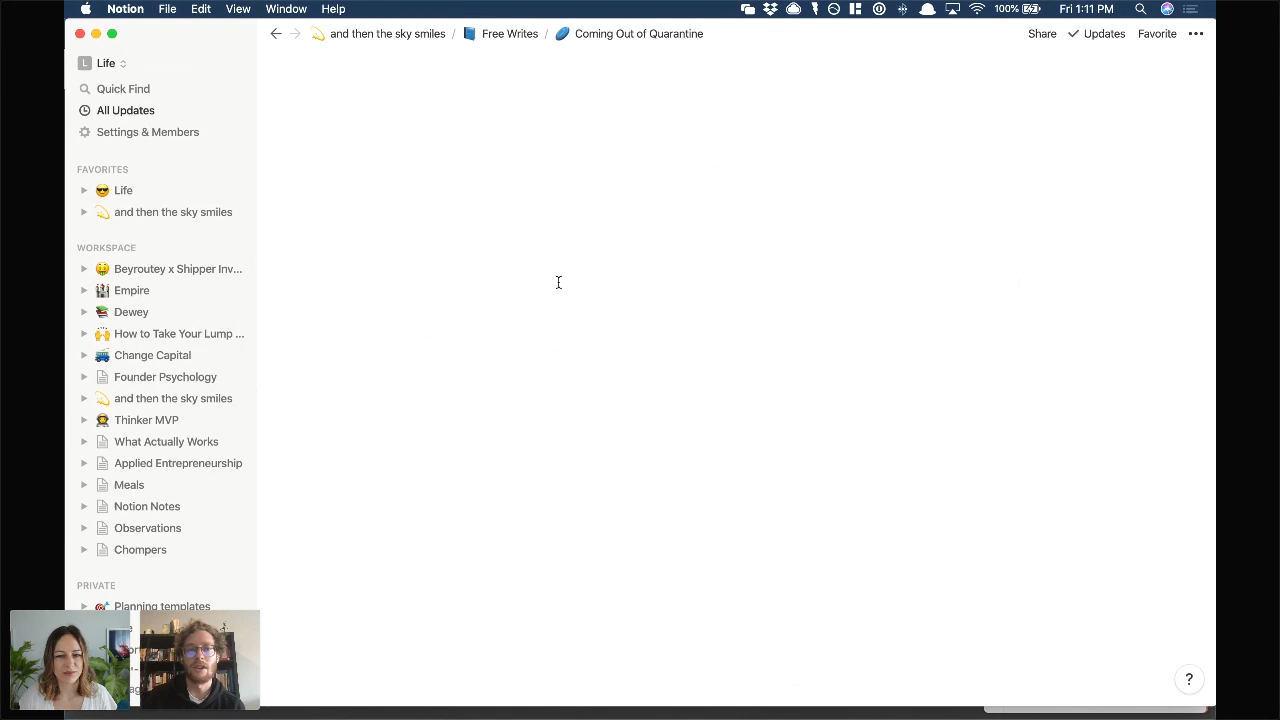 Notion File Edit View Window Help 100% Fri 1:11 PM
and then the sky smiles / Free Writes / Coming Out of Quarantine Share Updates Favorite •••
L Life
Quick Find
All Updates
Settings & Members
FAVORITES
Life
and then the sky smiles
WORKSPACE
Beyroutey x Shipper Inv...
Empire
Dewey
How to Take Your Lump ...
Change Capital
Founder Psychology
and then the sky smiles
Thinker MVP
What Actually Works
Applied Entrepreneurship
Meals
Notion Notes
Observations
Chompers
PRIVATE
Planning templates
?